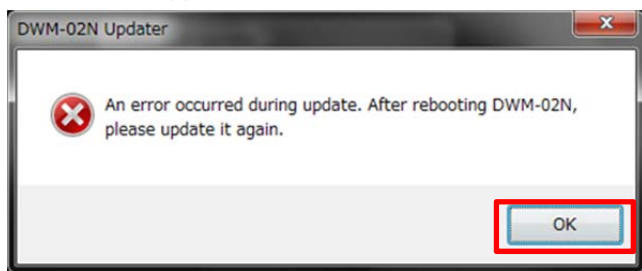 DWM-02N Updater
An error occurred during update. After rebooting DWM-02N,
please update it again.
OK